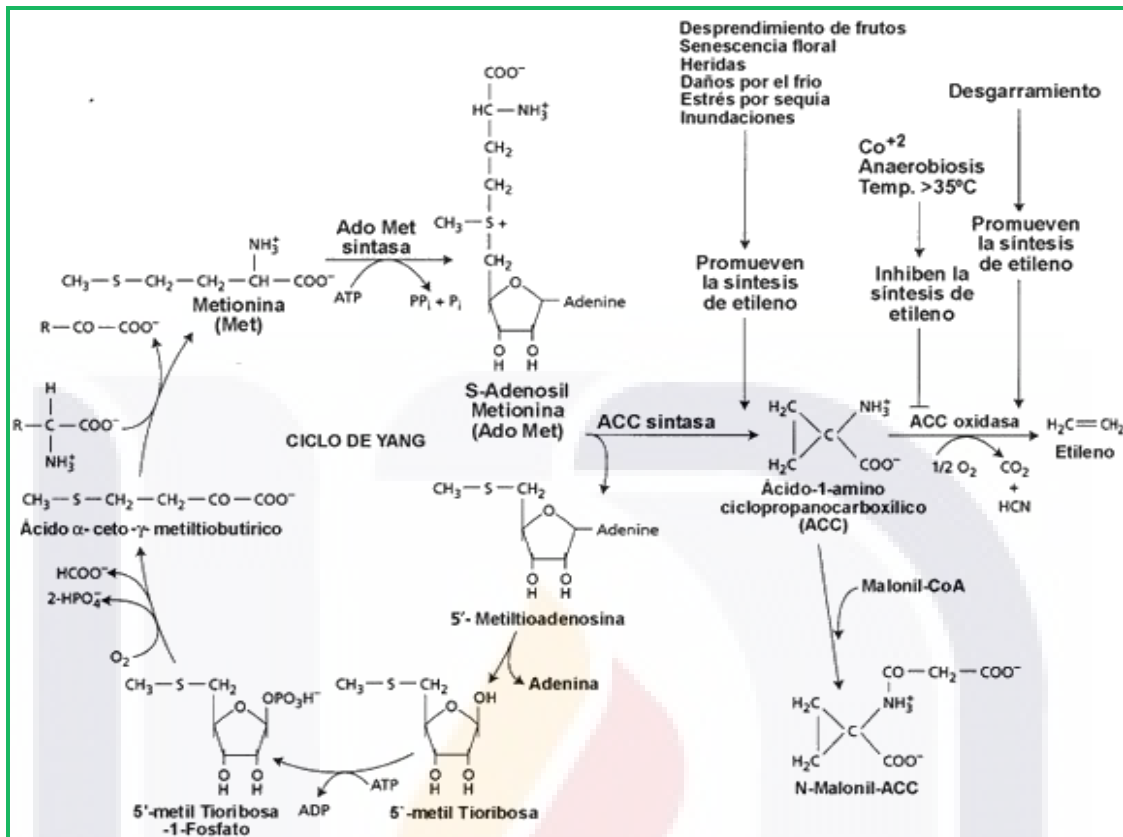 Desprendimiento de frutos
Senescencia floral
Heridas
Daños por el frio
Estrés por sequia
Inundaciones
Desgarramiento
Co⁺²
Anaerobiosis
Temp. >35ºC
Promueven
la síntesis
de etileno
Inhiben la
síntesis de
etileno
Promueven
la síntesis
de etileno
COO⁻
HC—NH₃⁺
CH₂
CH₂
CH₃—S+
CH₂
O
Adenine
O O
H H
S-Adenosil
Metionina
(Ado Met)
Ado Met
sintasa
ATP
PPᵢ + Pᵢ
NH₃⁺
CH₃—S—CH₂—CH₂—CH—COO⁻
Metionina
(Met)
R—CO—COO⁻
H
R—C—COO⁻
NH₃⁺
CICLO DE YANG
ACC sintasa
H₂C
NH₃⁺
C
H₂C
COO⁻
Ácido-1-amino
ciclopropanocarboxílico
(ACC)
ACC oxidasa
1/2 O₂
CO₂
+
HCN
H₂C=CH₂
Etileno
CH₃—S—CH₂—CH₂—CO—COO⁻
Ácido α- ceto-γ- metiltiobutírico
HCOO⁻
2-HPO₄⁻
O₂
CH₃—S—CH₂
O
Adenine
O O
H H
5'- Metiltioadenosina
Adenina
CH₃—S—CH₂
OPO₃H⁻
O
O O
H H
5'-metil Tioribosa
-1-Fosfato
CH₃—S—CH₂
OH
O
O O
H H
5`-metil Tioribosa
ATP
ADP
Malonil-CoA
CO—CH₂—COO⁻
H₂C
NH₃⁺
C
H₂C
COO⁻
N-Malonil-ACC